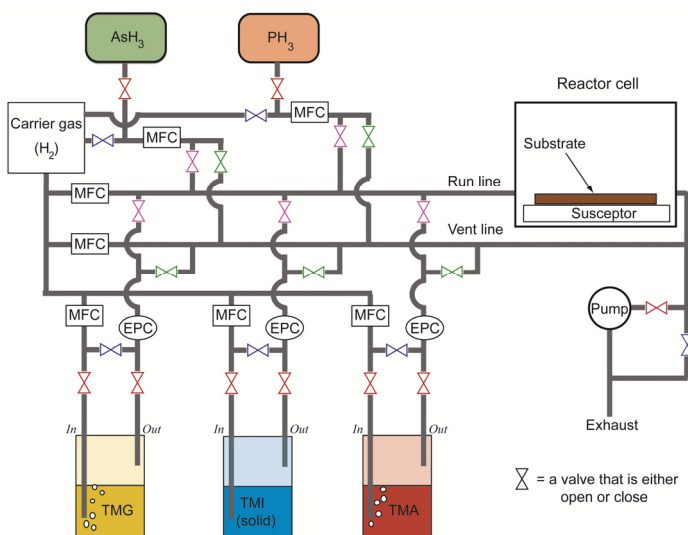 AsH3
PH3
Reactor cell
Carrier gas
(H2)
MFC
MFC
Substrate
Run line
MFC
Susceptor
Vent line
MFC
MFC
MFC
MFC
Pump
EPC
EPC
EPC
Exhaust
In
Out
In
Out
In
Out
TMG
TMI
(solid)
TMA
= a valve that is either
open or close